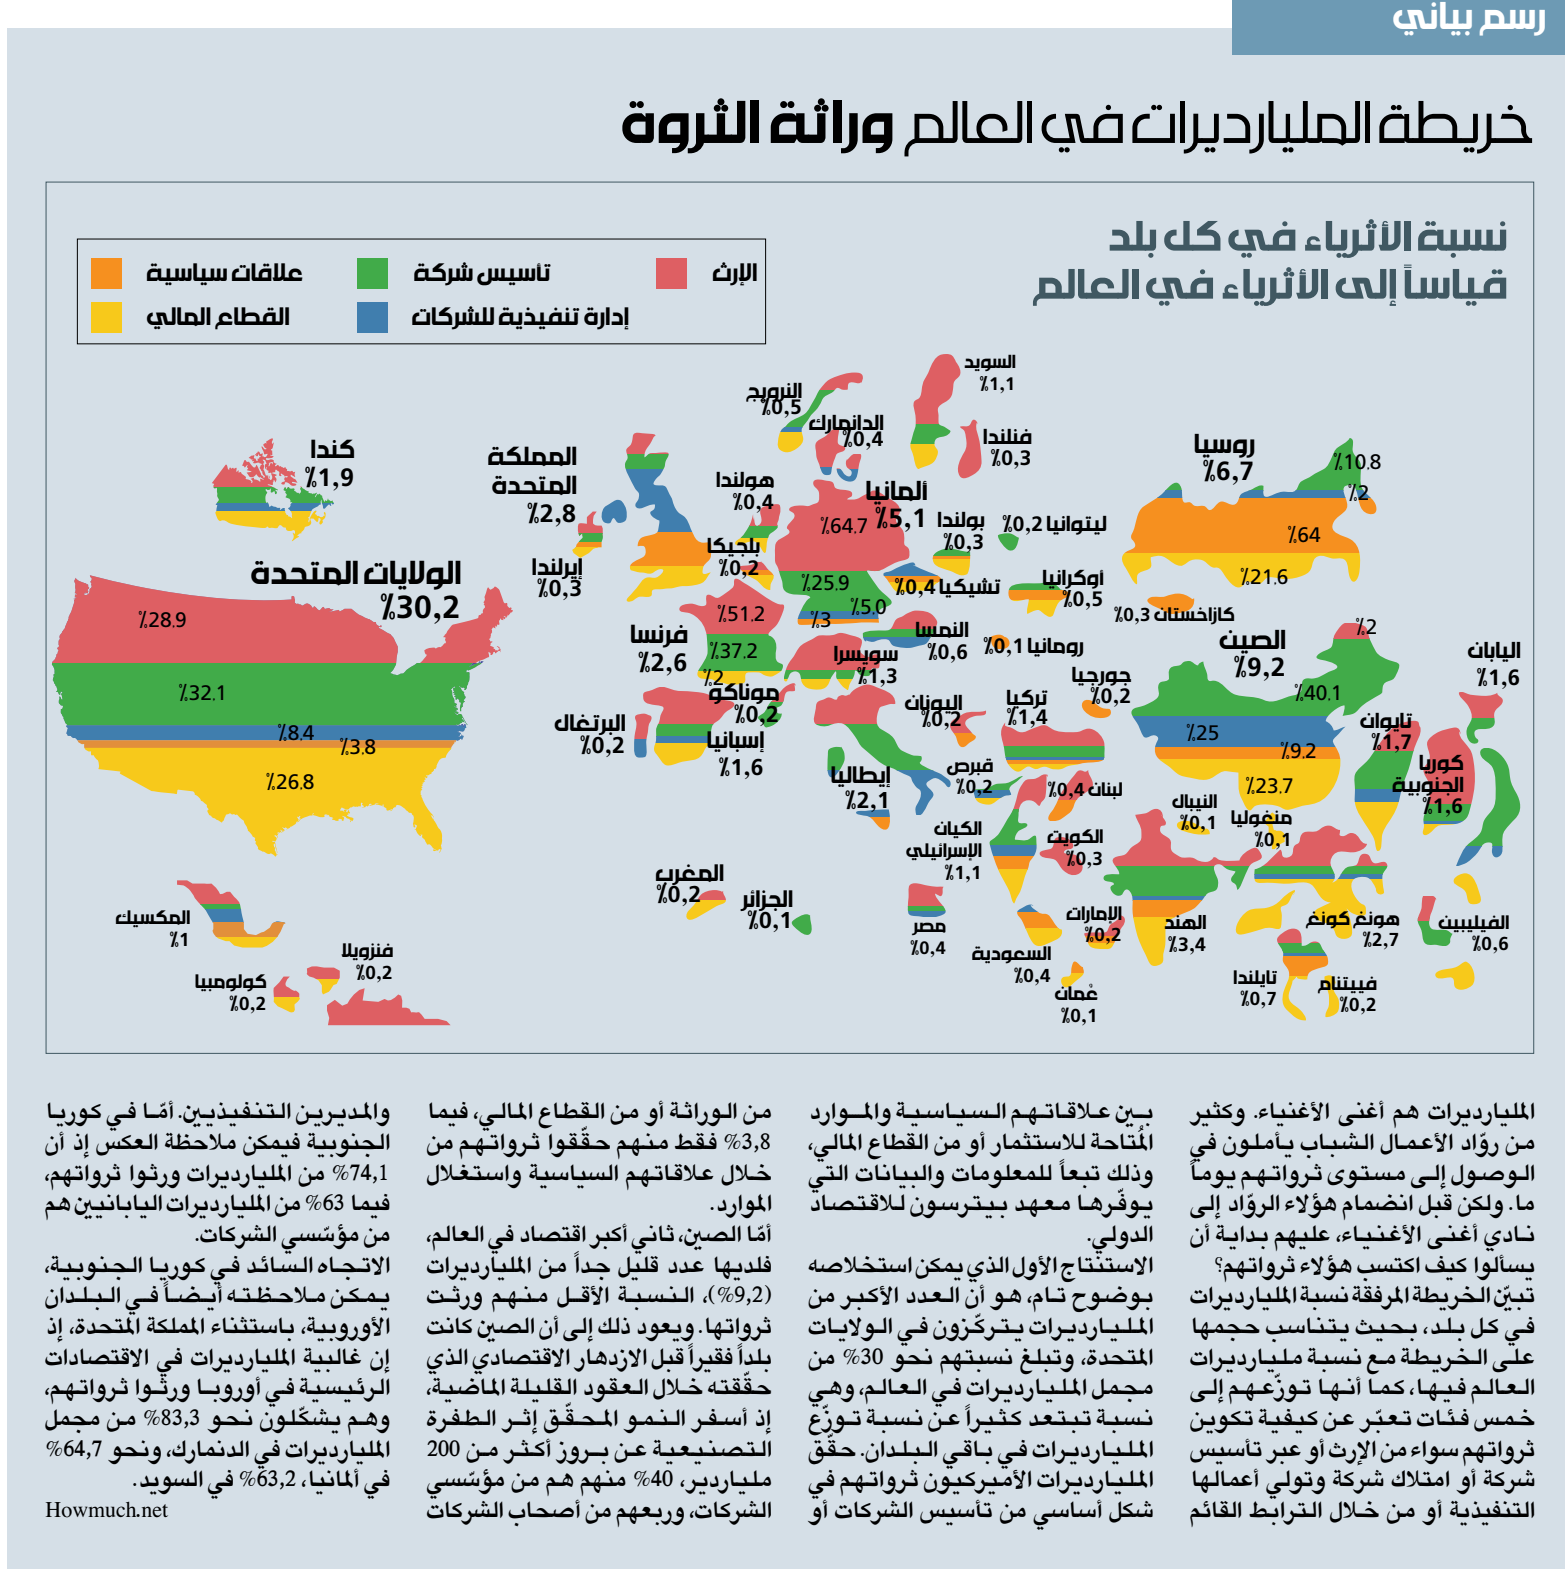 رسم بياني
خريطة المليارديرات في العالم وراثة الثروة
نسبة الأثرياء في كل بلد
قياساً إلى الأثرياء في العالم
الإرث
تأسيس شركة
علاقات سياسية
إدارة تنفيذية للشركات
القطاع المالي
السويد
%1,1
النرويج
%0,5
الدانمارك
%0,4
فنلندا
%0,3
روسيا
%6,7
%10.8
%2
%64
%21.6
كندا
%1,9
المملكة
المتحدة
%2,8
هولندا
%0,4
ألمانيا
%5,1
%64.7
%25.9
%5.0
%3
بولندا
%0,3
ليتوانيا %0,2
بلجيكا
%0,2
إيرلندا
%0,3
تشيكيا %0,4
أوكرانيا
%0,5
كازاخستان %0,3
الولايات المتحدة
%30,2
%28.9
%32.1
%8.4
%3.8
%26.8
فرنسا
%2,6
%51.2
%37.2
%2
النمسا
%0,6
رومانيا %0,1
سويسرا
%1,3
الصين
%9,2
%2
%40.1
%25
%9.2
%23.7
اليابان
%1,6
جورجيا
%0,2
موناكو
%0,2
اليونان
%0,2
تركيا
%1,4
البرتغال
%0,2
إسبانيا
%1,6
تايوان
%1,7
كوريا
الجنوبية
%1,6
إيطاليا
%2,1
قبرص
%0,2
لبنان %0,4
النيبال
%0,1
منغوليا
%0,1
الكيان
الإسرائيلي
%1,1
الكويت
%0,3
المغرب
%0,2
الجزائر
%0,1
مصر
%0,4
السعودية
%0,4
الإمارات
%0,2
عُمان
%0,1
الهند
%3,4
هونغ كونغ
%2,7
الفيليبين
%0,6
تايلندا
%0,7
فييتنام
%0,2
المكسيك
%1
فنزويلا
%0,2
كولومبيا
%0,2
المليارديرات هم أغنى الأغنياء. وكثير
من روّاد الأعمال الشباب يأملون في
الوصول إلى مستوى ثرواتهم يوماً
ما. ولكن قبل انضمام هؤلاء الروّاد إلى
نادي أغنى الأغنياء، عليهم بداية أن
يسألوا كيف اكتسب هؤلاء ثرواتهم؟
تبيّن الخريطة المرفقة نسبة المليارديرات
في كل بلد، بحيث يتناسب حجمها
على الخريطة مع نسبة مليارديرات
العالم فيها، كما أنها توزّعهم إلى
خمس فئات تعبّر عن كيفية تكوين
ثرواتهم سواء من الإرث أو عبر تأسيس
شركة أو امتلاك شركة وتولي أعمالها
التنفيذية أو من خلال الترابط القائم
بين علاقاتهم السياسية والموارد
المُتاحة للاستثمار أو من القطاع المالي،
وذلك تبعاً للمعلومات والبيانات التي
يوفّرها معهد بيترسون للاقتصاد
الدولي.
الاستنتاج الأول الذي يمكن استخلاصه
بوضوح تام، هو أن العدد الأكبر من
المليارديرات يتركّزون في الولايات
المتحدة، وتبلغ نسبتهم نحو 30% من
مجمل المليارديرات في العالم، وهي
نسبة تبتعد كثيراً عن نسبة توزّع
المليارديرات في باقي البلدان. حقّق
المليارديرات الأميركيون ثرواتهم في
شكل أساسي من تأسيس الشركات أو
من الوراثة أو من القطاع المالي، فيما
3,8% فقط منهم حقّقوا ثرواتهم من
خلال علاقاتهم السياسية واستغلال
الموارد.
أمّا الصين، ثاني أكبر اقتصاد في العالم،
فلديها عدد قليل جداً من المليارديرات
(9,2%)، النسبة الأقل منهم ورثت
ثرواتها. ويعود ذلك إلى أن الصين كانت
بلداً فقيراً قبل الازدهار الاقتصادي الذي
حقّقته خلال العقود القليلة الماضية،
إذ أسفر النمو المحقّق إثر الطفرة
التصنيعية عن بروز أكثر من 200
ملياردير، 40% منهم هم من مؤسّسي
الشركات، وربعهم من أصحاب الشركات
والمديرين التنفيذيين. أمّا في كوريا
الجنوبية فيمكن ملاحظة العكس إذ أن
74,1% من المليارديرات ورثوا ثرواتهم،
فيما 63% من المليارديرات اليابانيين هم
من مؤسّسي الشركات.
الاتجاه السائد في كوريا الجنوبية،
يمكن ملاحظته أيضاً في البلدان
الأوروبية، باستثناء المملكة المتحدة، إذ
إن غالبية المليارديرات في الاقتصادات
الرئيسية في أوروبا ورثوا ثرواتهم،
وهم يشكّلون نحو 83,3% من مجمل
المليارديرات في الدنمارك، ونحو 64,7%
في ألمانيا، 63,2% في السويد.
Howmuch.net